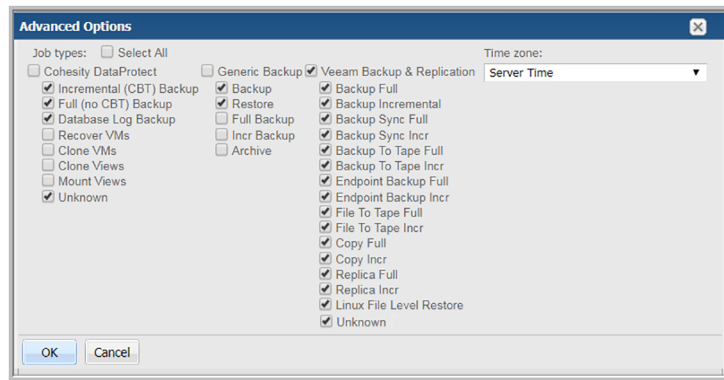 Advanced Options
Job types: Select All
Time zone:
Server Time
Cohesity DataProtect
Incremental (CBT) Backup
Full (no CBT) Backup
Database Log Backup
Recover VMs
Clone VMs
Clone Views
Mount Views
Unknown
Generic Backup
Backup
Restore
Full Backup
Incr Backup
Archive
Veeam Backup & Replication
Backup Full
Backup Incremental
Backup Sync Full
Backup Sync Incr
Backup To Tape Full
Backup To Tape Incr
Endpoint Backup Full
Endpoint Backup Incr
File To Tape Full
File To Tape Incr
Copy Full
Copy Incr
Replica Full
Replica Incr
Linux File Level Restore
Unknown
OK
Cancel